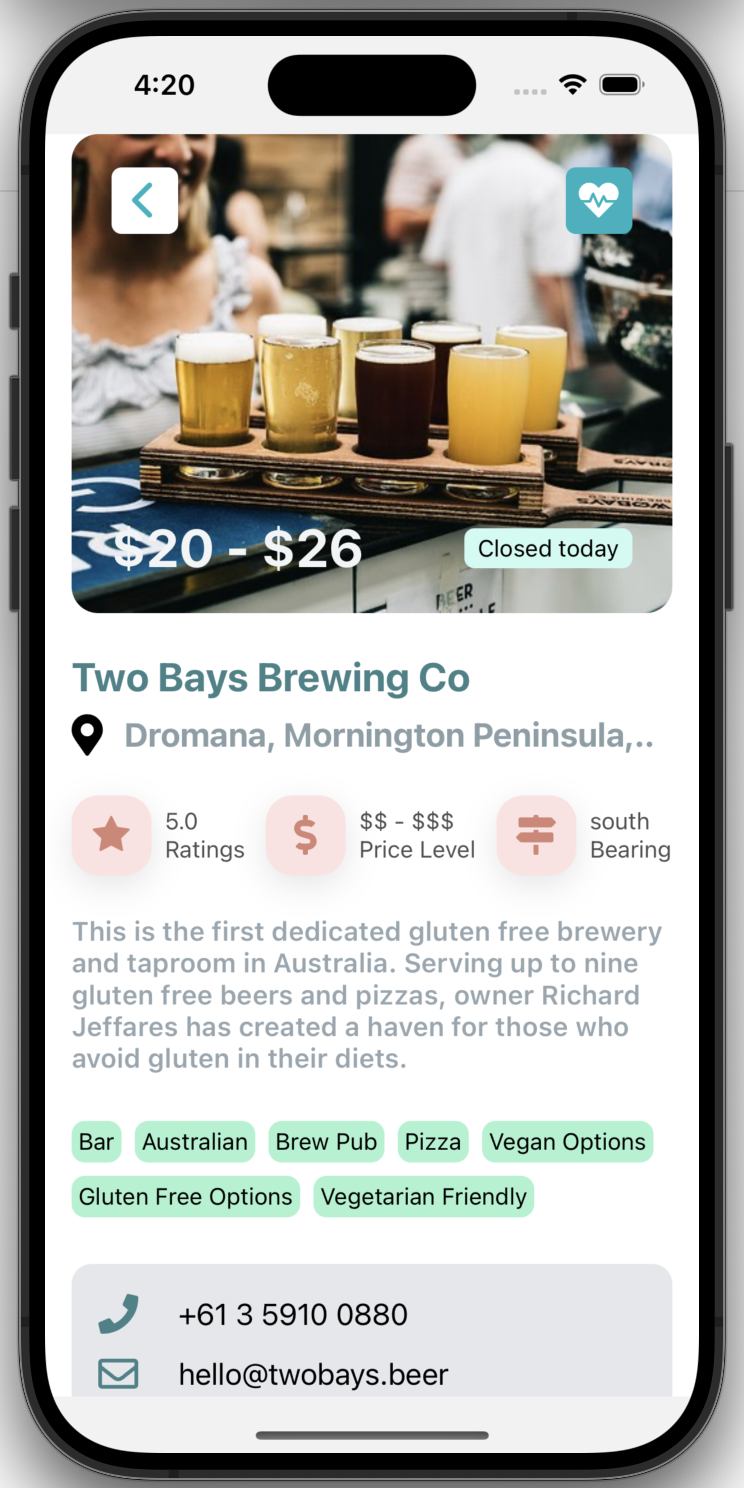 4:20
$20 - $26
Closed today
BEER
Two Bays Brewing Co
Dromana, Mornington Peninsula,..
5.0
Ratings
$$ - $$$
Price Level
south
Bearing
This is the first dedicated gluten free brewery
and taproom in Australia. Serving up to nine
gluten free beers and pizzas, owner Richard
Jeffares has created a haven for those who
avoid gluten in their diets.
Bar Australian Brew Pub Pizza Vegan Options
Gluten Free Options Vegetarian Friendly
+61 3 5910 0880
hello@twobays.beer